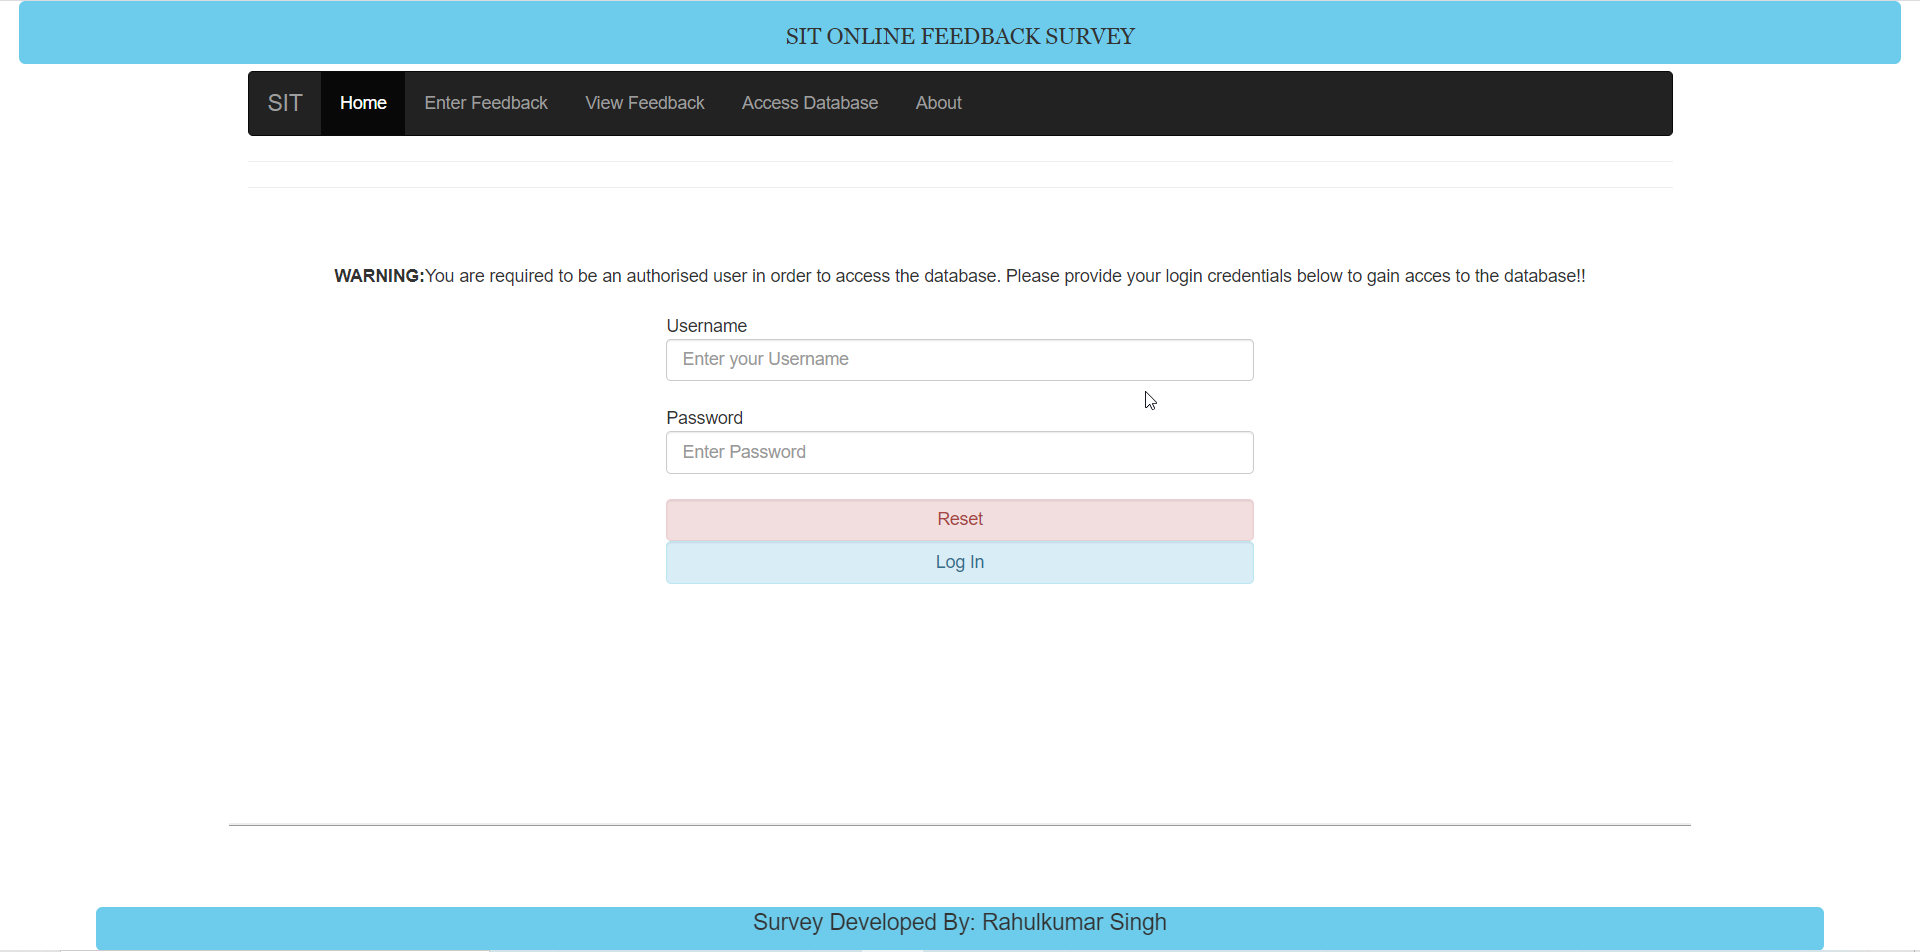 SIT ONLINE FEEDBACK SURVEY
SIT Home Enter Feedback View Feedback Access Database About
WARNING:You are required to be an authorised user in order to access the database. Please provide your login credentials below to gain acces to the database!!
Username
Enter your Username
Password
Enter Password
Reset
Log In
Survey Developed By: Rahulkumar Singh